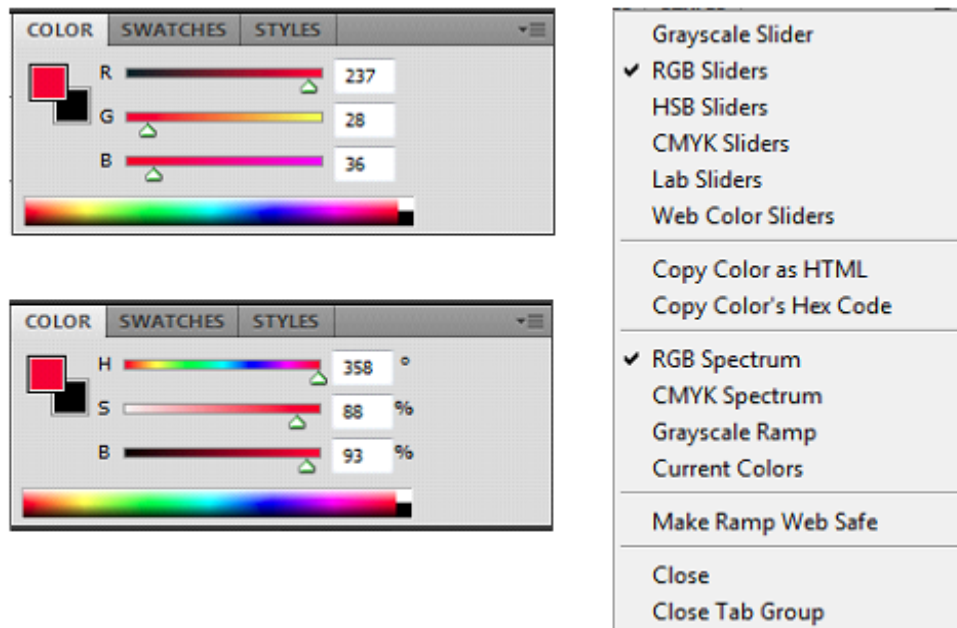 COLOR SWATCHES STYLES
R 237
G 28
B 36
COLOR SWATCHES STYLES
H 358 °
S 88 %
B 93 %
Grayscale Slider
✔ RGB Sliders
HSB Sliders
CMYK Sliders
Lab Sliders
Web Color Sliders
Copy Color as HTML
Copy Color's Hex Code
✔ RGB Spectrum
CMYK Spectrum
Grayscale Ramp
Current Colors
Make Ramp Web Safe
Close
Close Tab Group